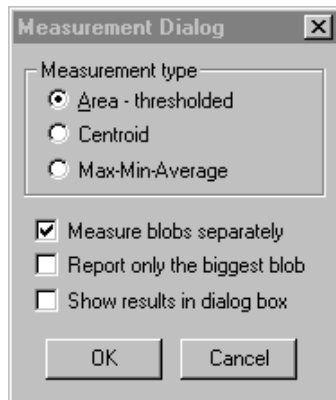 Measurement Dialog
Measurement type
Area - thresholded
Centroid
Max-Min-Average
Measure blobs separately
Report only the biggest blob
Show results in dialog box
OK
Cancel